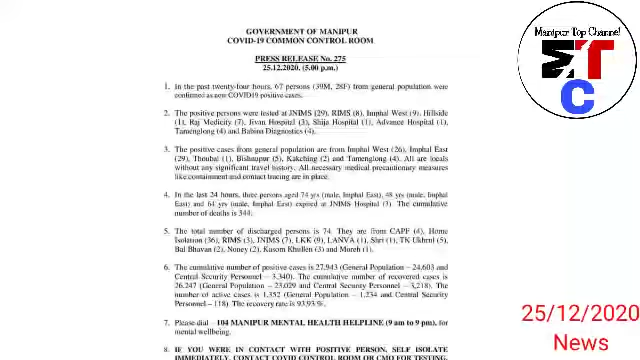 GOVERNMENT OF MANIPUR
COVID-19 COMMON CONTROL ROOM
PRESS RELEASE No. 275
25.12.2020. (5.00 p.m.)
1. In the past twenty-four hours, 67 persons (39M, 28F) from general population were
confirmed as new COVID19 positive cases.
2. The positive persons were tested at JNIMS (29), RIMS (8), Imphal West (9), Hillside
(1), Raj Medicity (7), Jivan Hospital (3), Shija Hospital (1), Advance Hospital (1),
Tamenglong (4) and Babina Diagnostics (4).
3. The positive cases from general population are from Imphal West (26), Imphal East
(29), Thoubal (1), Bishnupur (5), Kakching (2) and Tamenglong (4). All are locals
without any significant travel history. All necessary medical precautionary measures
like containment and contact tracing are in place.
4. In the last 24 hours, three persons aged 74 yrs (male, Imphal East), 48 yrs (male, Imphal
East) and 64 yrs (male, Imphal East) expired at JNIMS Hospital (3). The cumulative
number of deaths is 344.
5. The total number of discharged persons is 74. They are from CAPF (4), Home
Isolation (36), RIMS (3), JNIMS (7), LKK (9), LANVA (1), Shri (1), TK Ukhrul (5),
Bal Bhavan (2), Noney (2), Kasom Khullen (3) and Moreh (1).
6. The cumulative number of positive cases is 27,943 (General Population – 24,603 and
Central Security Personnel – 3,340). The cumulative number of recovered cases is
26,247 (General Population – 23,029 and Central Security Personnel – 3,218). The
number of active cases is 1,352 (General Population – 1,234 and Central Security
Personnel – 118). The recovery rate is 93.93 %.
7. Please dial – 104 MANIPUR MENTAL HEALTH HELPLINE (9 am to 9 pm), for
mental wellbeing.
8. IF YOU WERE IN CONTACT WITH POSITIVE PERSON, SELF ISOLATE
IMMEDIATELY, CONTACT COVID CONTROL ROOM OR CMO FOR TESTING.
Manipur Top Channel
MTC
25/12/2020
News